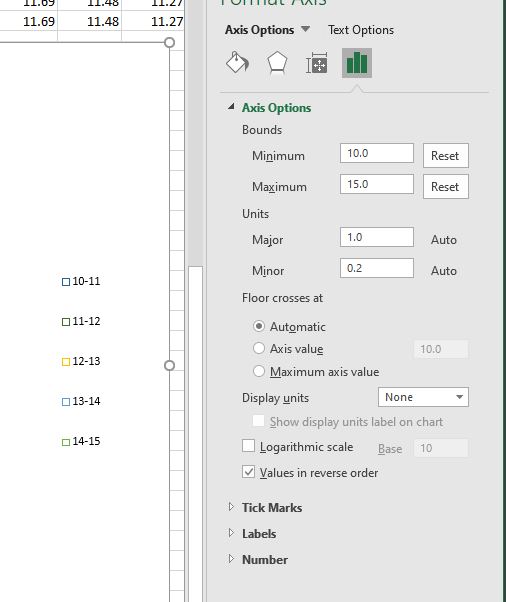 11.69 11.48 11.27
11.69 11.48 11.27
10-11
11-12
12-13
13-14
14-15
Format Axis
Axis Options Text Options
Axis Options
Bounds
Minimum 10.0 Reset
Maximum 15.0 Reset
Units
Major 1.0 Auto
Minor 0.2 Auto
Floor crosses at
Automatic
Axis value 10.0
Maximum axis value
Display units None
Show display units label on chart
Logarithmic scale Base 10
Values in reverse order
Tick Marks
Labels
Number